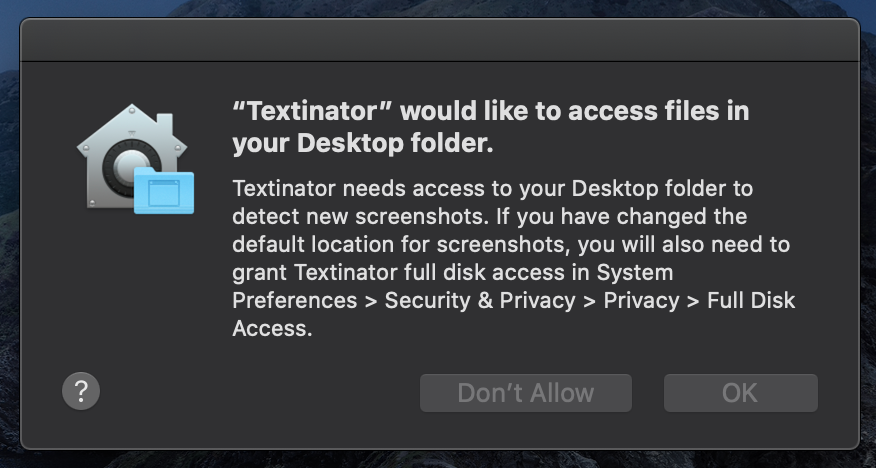 “Textinator” would like to access files in
your Desktop folder.
Textinator needs access to your Desktop folder to
detect new screenshots. If you have changed the
default location for screenshots, you will also need to
grant Textinator full disk access in System
Preferences > Security & Privacy > Privacy > Full Disk
Access.
?
Don’t Allow
OK